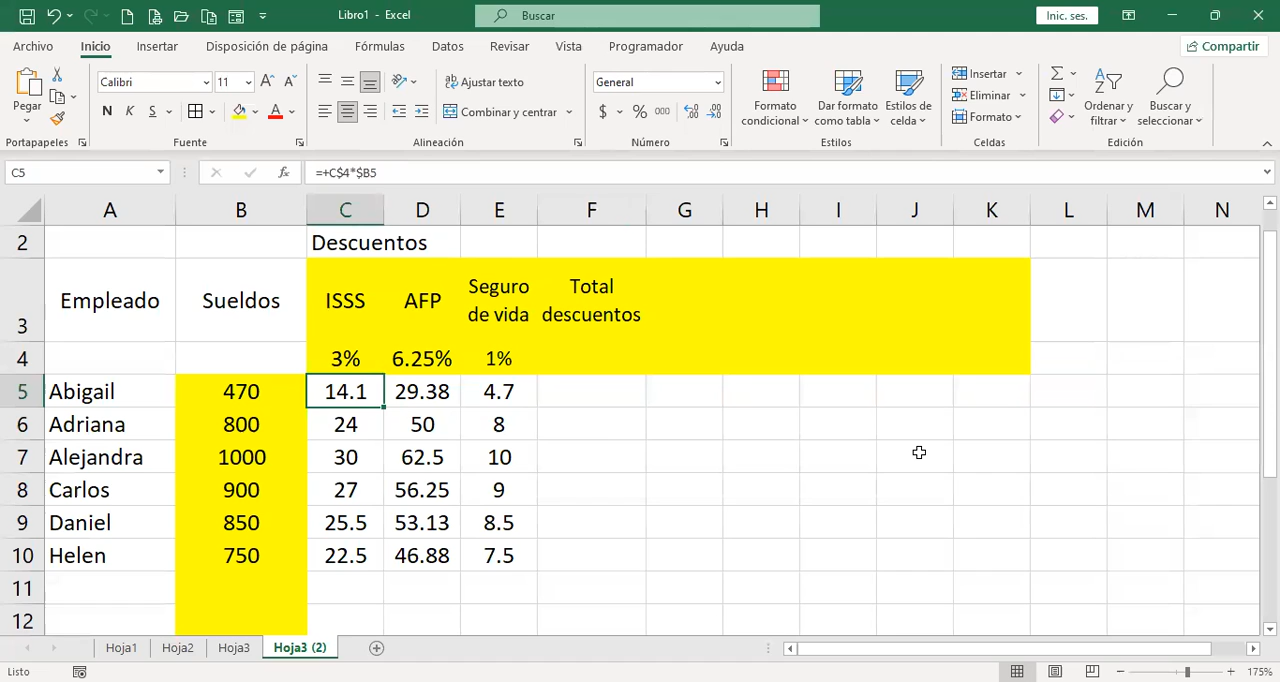 Libro1 - Excel
Buscar
Inic. ses.
Archivo Inicio Insertar Disposición de página Fórmulas Datos Revisar Vista Programador Ayuda
Compartir
Pegar
Calibri 11
N K S
Ajustar texto
Combinar y centrar
General
$ % 000
Formato condicional
Dar formato como tabla
Estilos de celda
Insertar
Eliminar
Formato
Ordenar y filtrar
Buscar y seleccionar
Portapapeles Fuente Alineación Número Estilos Celdas Edición
C5 fx =+C$4*$B5
A B C D E F G H I J K L M N
2 Descuentos
3 Empleado Sueldos ISSS AFP Seguro de vida Total descuentos
4 3% 6.25% 1%
5 Abigail 470 14.1 29.38 4.7
6 Adriana 800 24 50 8
7 Alejandra 1000 30 62.5 10
8 Carlos 900 27 56.25 9
9 Daniel 850 25.5 53.13 8.5
10 Helen 750 22.5 46.88 7.5
11
12
Hoja1 Hoja2 Hoja3 Hoja3 (2)
Listo 175%